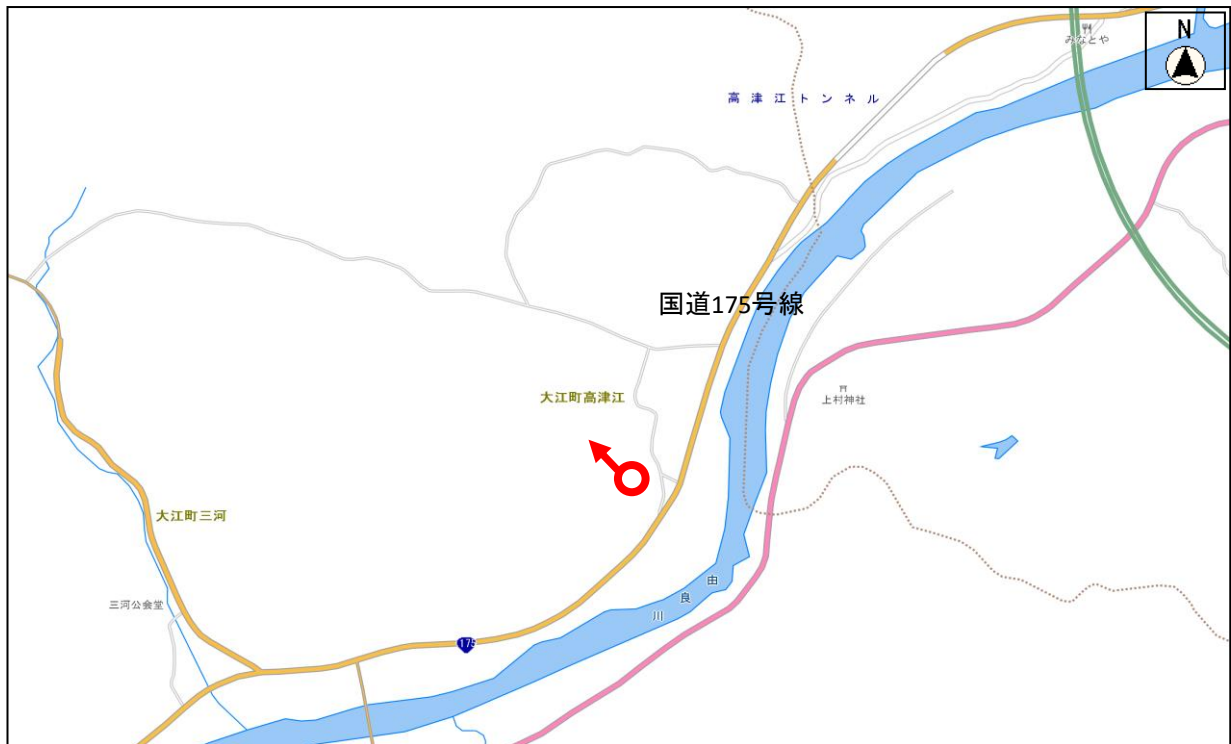 N
みなとや
高津江トンネル
国道175号線
大江町高津江
上村神社
大江町三河
三河公会堂
由良川
175